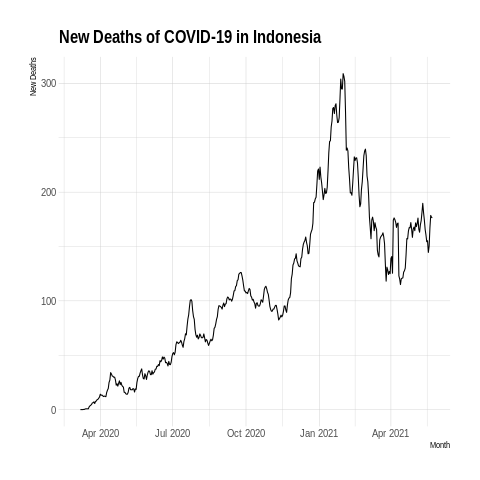 New Deaths of COVID-19 in Indonesia
New Deaths
300
200
100
0
Apr 2020 Jul 2020 Oct 2020 Jan 2021 Apr 2021
Month